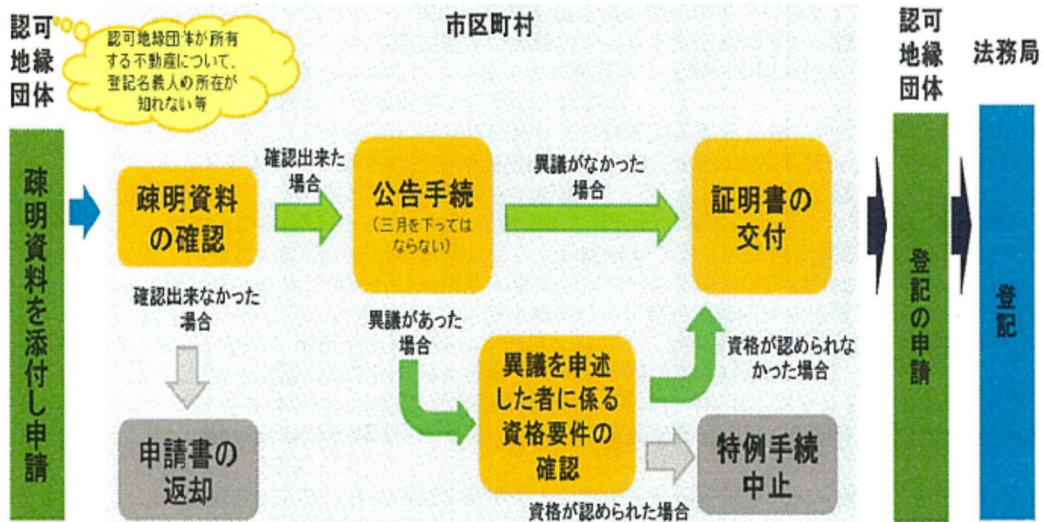 認可
地縁
団体
認可地縁団体が所有
する不動産について、
登記名義人の所在が
知れない等
市区町村
認可
地縁
団体
法務局
疎明資料を添付し申請
疎明資料
の確認
確認出来た
場合
公告手続
(三月を下っては
ならない)
異議がなかった
場合
証明書の
交付
確認出来なかった
場合
申請書の
返却
異議があった
場合
異議を申述
した者に係る
資格要件の
確認
資格が認められな
かった場合
特例手続
中止
資格が認められた場合
登記の申請
登記